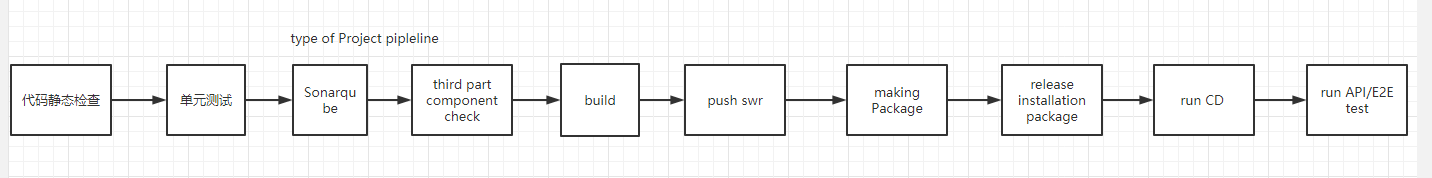 type of Project pipleline
代码静态检查
单元测试
Sonarqu
be
third part
component
check
build
push swr
making
Package
release
installation
package
run CD
run API/E2E
test